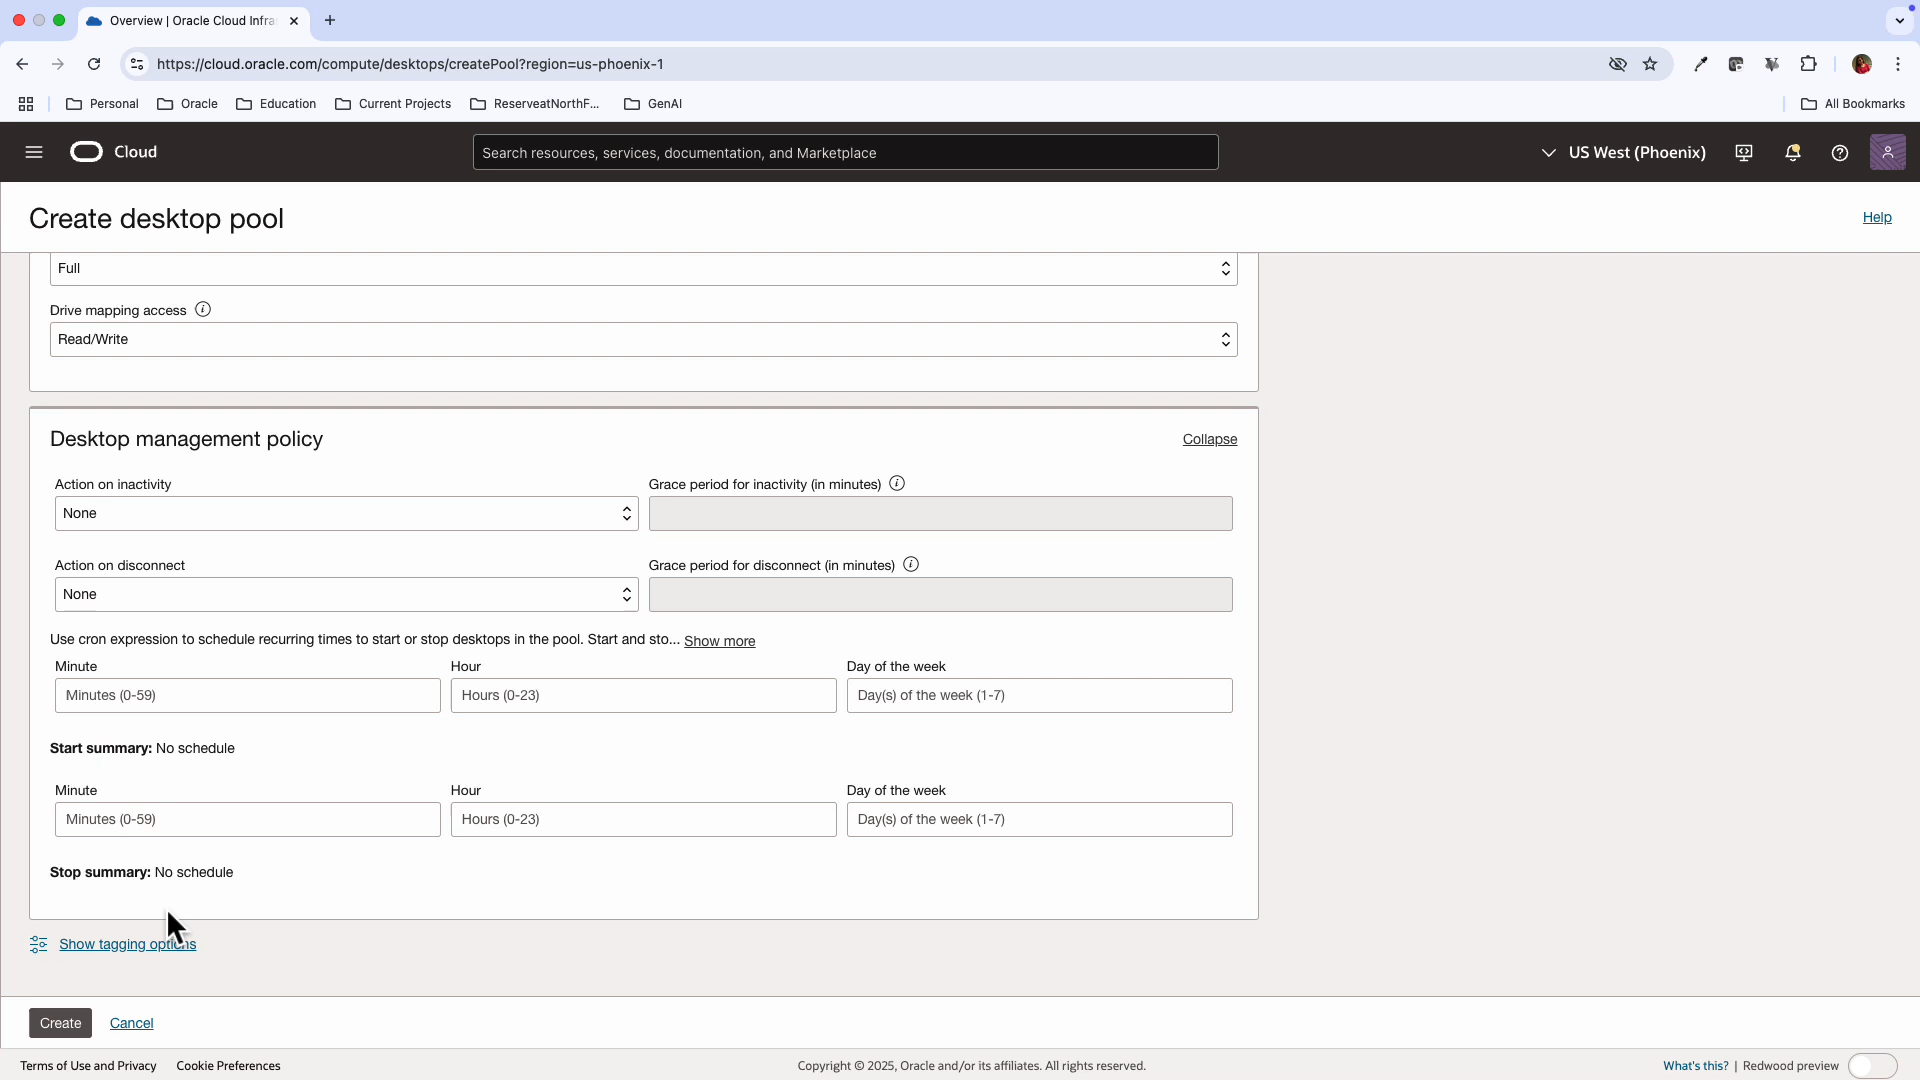 Overview | Oracle Cloud Infra
https://cloud.oracle.com/compute/desktops/createPool?region=us-phoenix-1
Personal
Oracle
Education
Current Projects
ReserveatNorthF...
GenAI
All Bookmarks
Cloud
Search resources, services, documentation, and Marketplace
US West (Phoenix)
Create desktop pool
Help
Full
Drive mapping access
Read/Write
Desktop management policy
Collapse
Action on inactivity
Grace period for inactivity (in minutes)
None
Action on disconnect
Grace period for disconnect (in minutes)
None
Use cron expression to schedule recurring times to start or stop desktops in the pool. Start and sto... Show more
Minute
Hour
Day of the week
Minutes (0-59)
Hours (0-23)
Day(s) of the week (1-7)
Start summary: No schedule
Minute
Hour
Day of the week
Minutes (0-59)
Hours (0-23)
Day(s) of the week (1-7)
Stop summary: No schedule
Show tagging options
Create
Cancel
Terms of Use and Privacy
Cookie Preferences
Copyright © 2025, Oracle and/or its affiliates. All rights reserved.
What's this? | Redwood preview